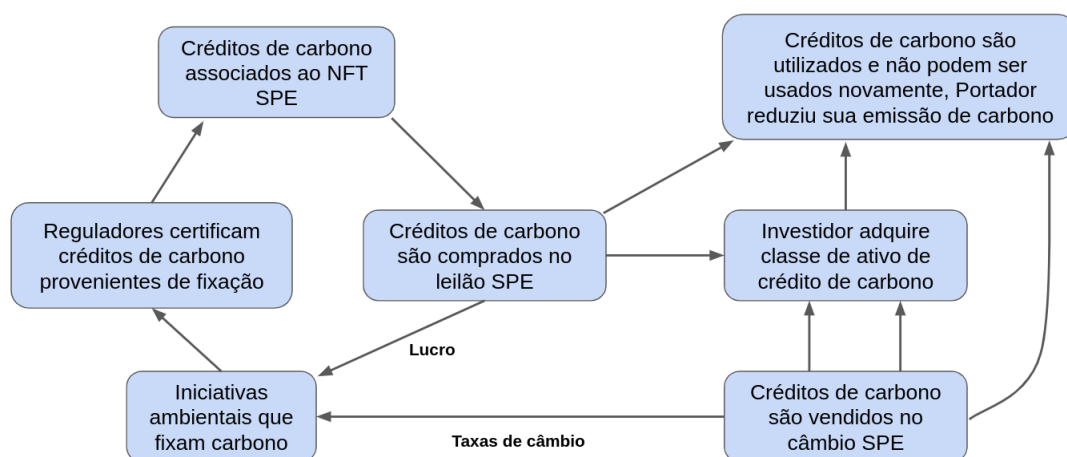 Créditos de carbono
associados ao NFT
SPE
Créditos de carbono são
utilizados e não podem ser
usados novamente, Portador
reduziu sua emissão de carbono
Reguladores certificam
créditos de carbono
provenientes de fixação
Créditos de carbono
são comprados no
leilão SPE
Investidor adquire
classe de ativo de
crédito de carbono
Lucro
Iniciativas
ambientais que
fixam carbono
Taxas de câmbio
Créditos de carbono
são vendidos no
câmbio SPE